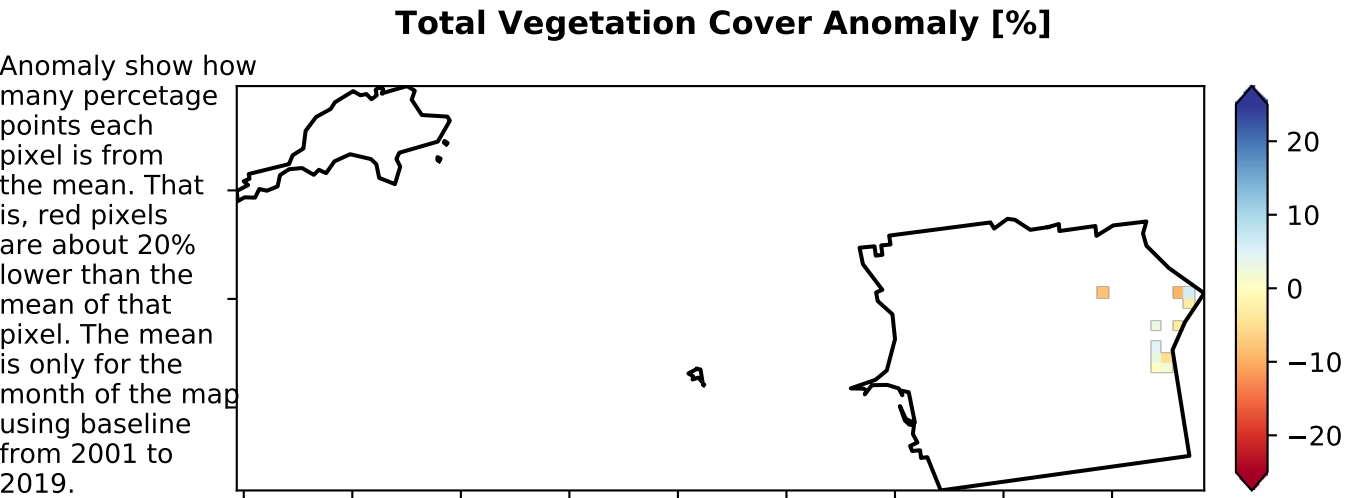 Total Vegetation Cover Anomaly [%]
Anomaly show how
many percetage
points each
pixel is from
the mean. That
is, red pixels
are about 20%
lower than the
mean of that
pixel. The mean
is only for the
month of the map
using baseline
from 2001 to
2019.
20
10
0
−10
−20